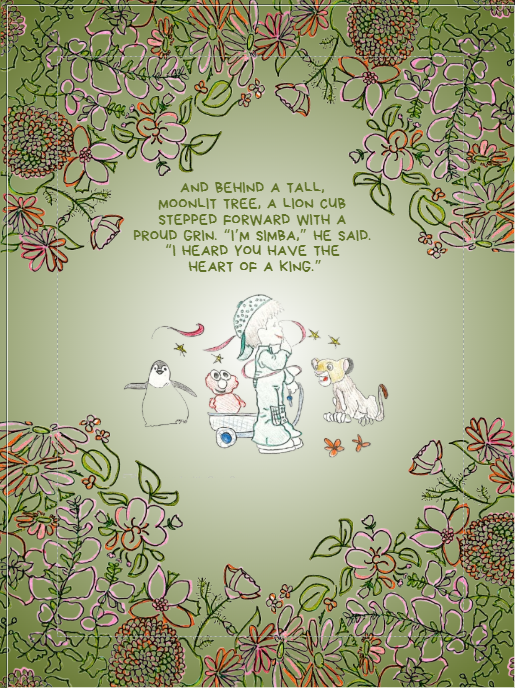 AND BEHIND A TALL,
MOONLIT TREE, A LION CUB
STEPPED FORWARD WITH A
PROUD GRIN. “I’M SIMBA,” HE SAID.
“I HEARD YOU HAVE THE
HEART OF A KING.”